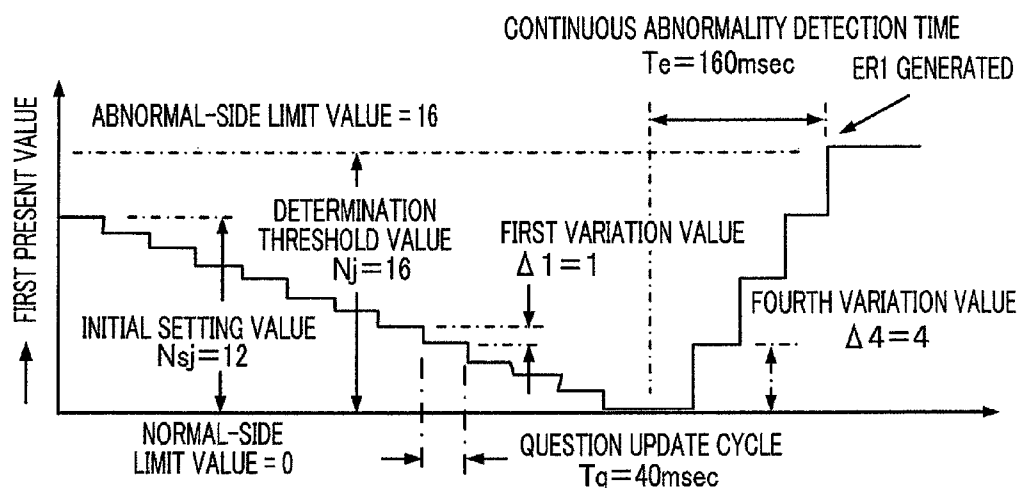 CONTINUOUS ABNORMALITY DETECTION TIME
Te=160msec
ER1 GENERATED
ABNORMAL-SIDE LIMIT VALUE = 16
FIRST PRESENT VALUE
DETERMINATION
THRESHOLD VALUE
Nj=16
FIRST VARIATION VALUE
Δ1=1
INITIAL SETTING VALUE
Nsj=12
FOURTH VARIATION VALUE
Δ4=4
NORMAL-SIDE
LIMIT VALUE = 0
QUESTION UPDATE CYCLE
Tq=40msec